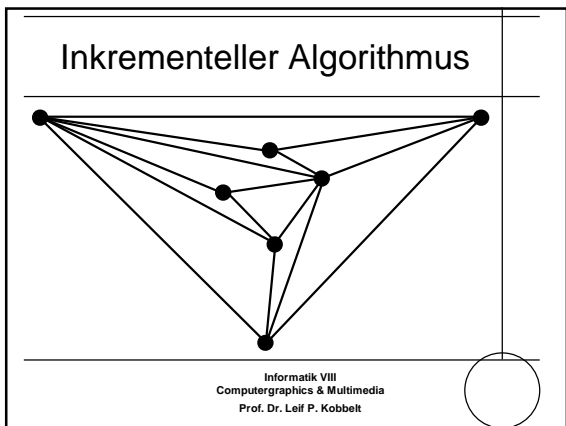 Inkrementeller Algorithmus
Informatik VIII
Computergraphics & Multimedia
Prof. Dr. Leif P. Kobbelt